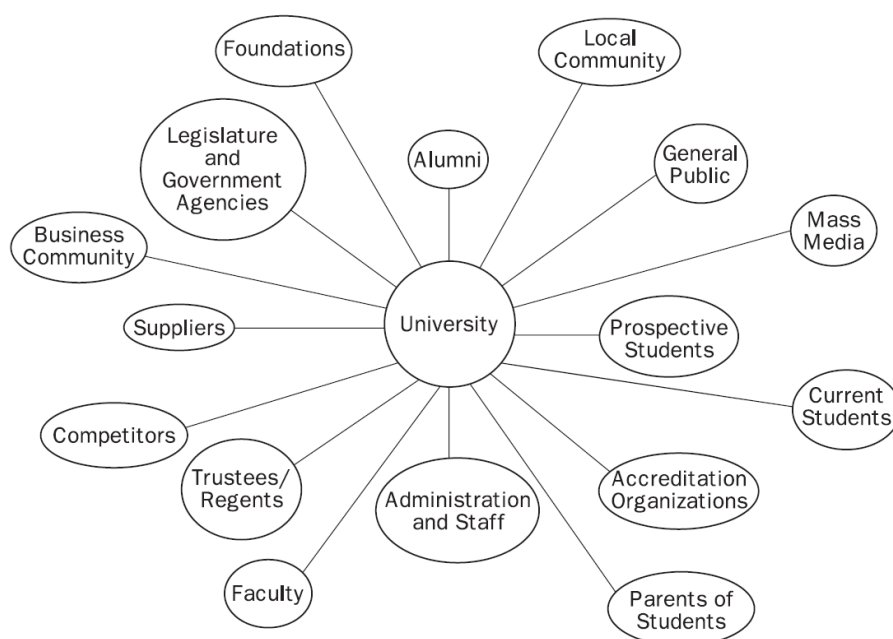 Foundations
Local
Community
Legislature
and
Government
Agencies
Alumni
General
Public
Business
Community
Mass
Media
Suppliers
University
Prospective
Students
Competitors
Current
Students
Trustees/
Regents
Administration
and Staff
Accreditation
Organizations
Faculty
Parents of
Students